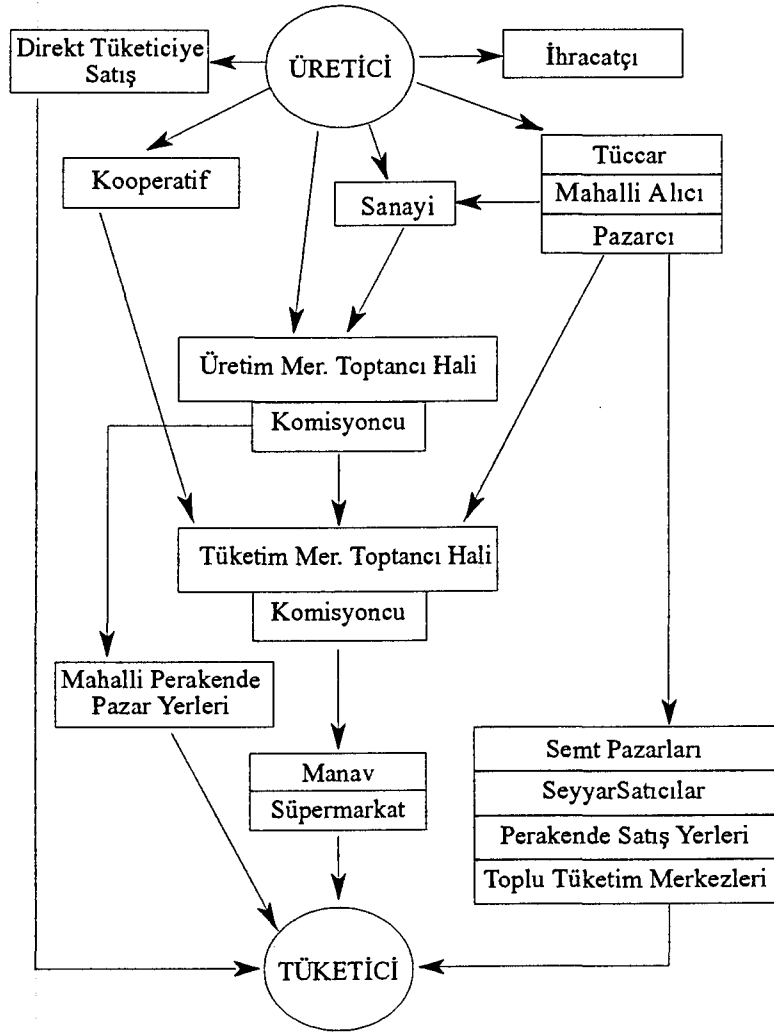 Direkt Tüketiciye
Satış
ÜRETİCİ
İhracatçı
Kooperatif
Sanayi
Tüccar
Mahalli Alıcı
Pazarcı
Üretim Mer. Toptancı Hali
Komisyoncu
Tüketim Mer. Toptancı Hali
Komisyoncu
Mahalli Perakende
Pazar Yerleri
Manav
Süpermarkat
Semt Pazarları
SeyyarSatıcılar
Perakende Satış Yerleri
Toplu Tüketim Merkezleri
TÜKETİCİ